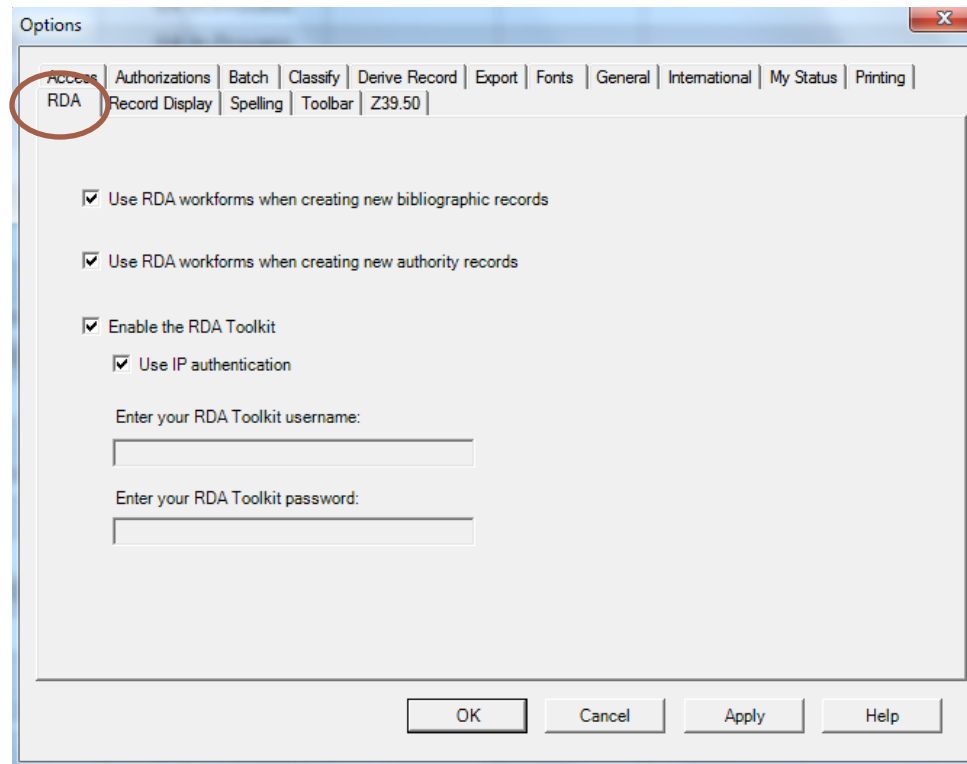 Options
Access Authorizations Batch Classify Derive Record Export Fonts General International My Status Printing
RDA Record Display Spelling Toolbar Z39.50
Use RDA workforms when creating new bibliographic records
Use RDA workforms when creating new authority records
Enable the RDA Toolkit
Use IP authentication
Enter your RDA Toolkit username:
Enter your RDA Toolkit password:
OK Cancel Apply Help